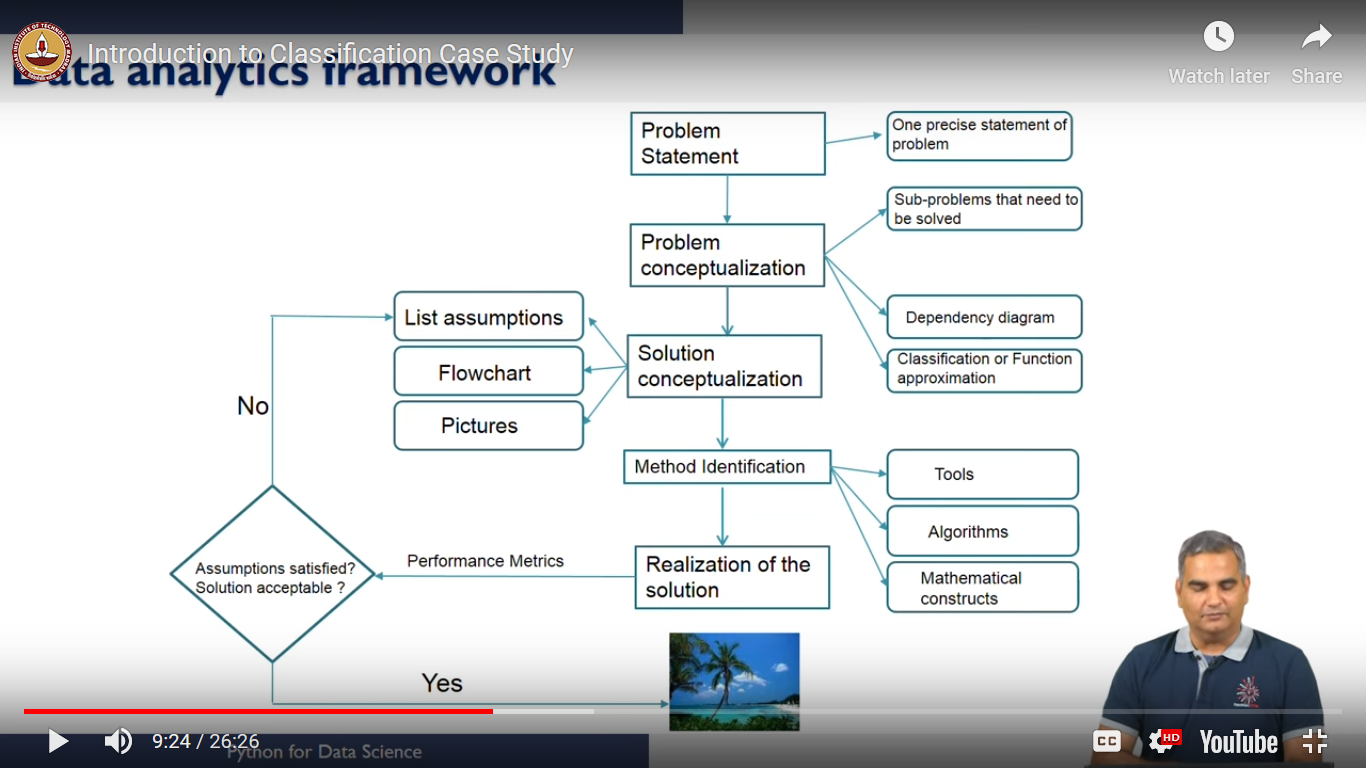 Introduction to Classification Case Study
Watch later
Share
Data analytics framework
Problem
Statement
One precise statement of
problem
Sub-problems that need to
be solved
Problem
conceptualization
Dependency diagram
Classification or Function
approximation
List assumptions
Flowchart
Pictures
Solution
conceptualization
No
Method Identification
Tools
Algorithms
Mathematical
constructs
Assumptions satisfied?
Solution acceptable ?
Performance Metrics
Realization of the
solution
Yes
9:24 / 26:26
Python for Data Science
CC
HD
YouTube